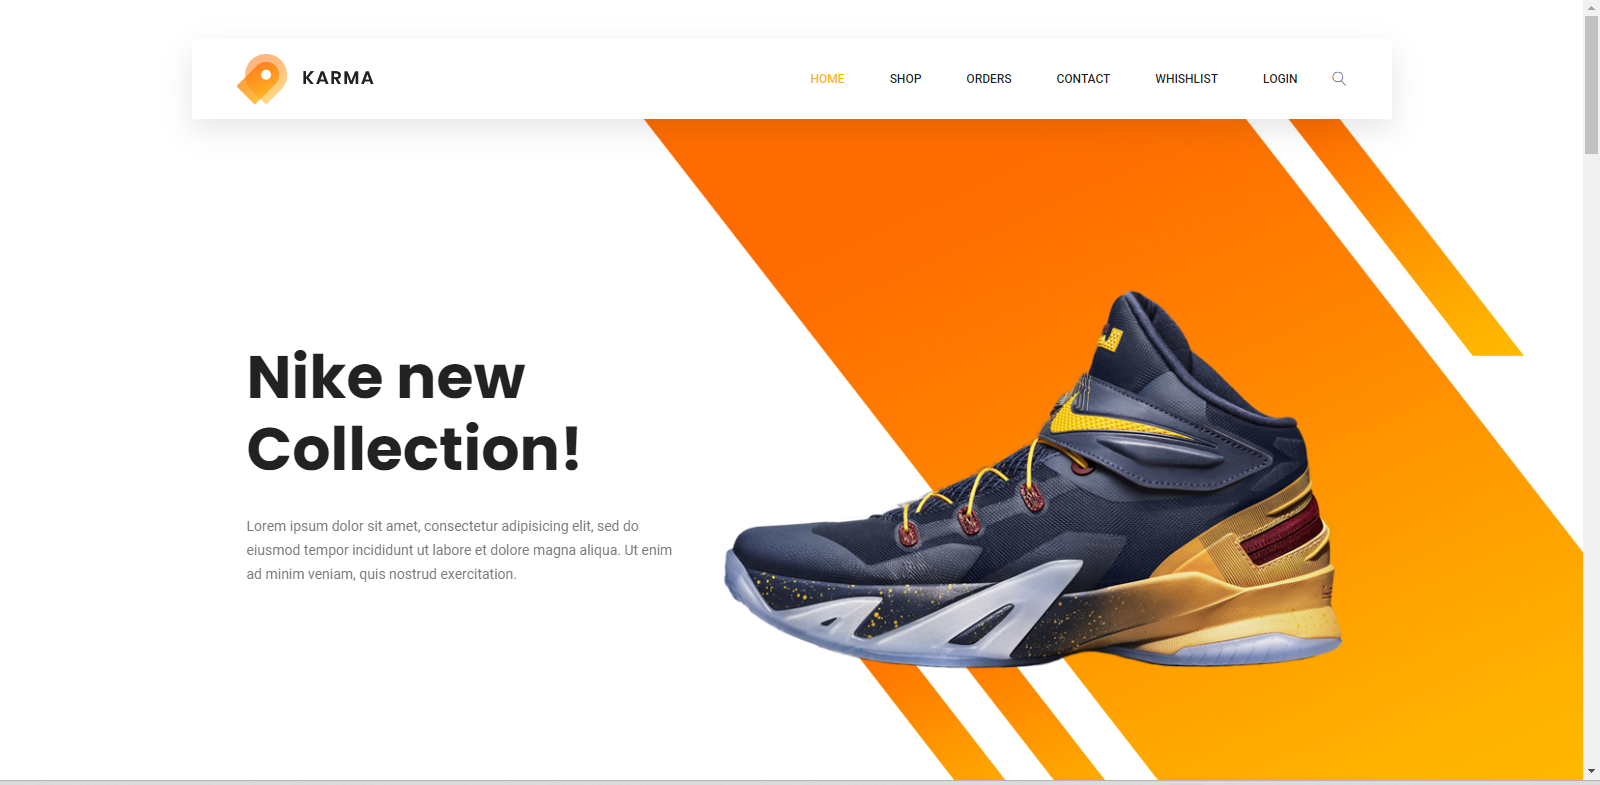 KARMA
HOME SHOP ORDERS CONTACT WHISHLIST LOGIN
Nike new
Collection!
Lorem ipsum dolor sit amet, consectetur adipisicing elit, sed do
eiusmod tempor incididunt ut labore et dolore magna aliqua. Ut enim
ad minim veniam, quis nostrud exercitation.